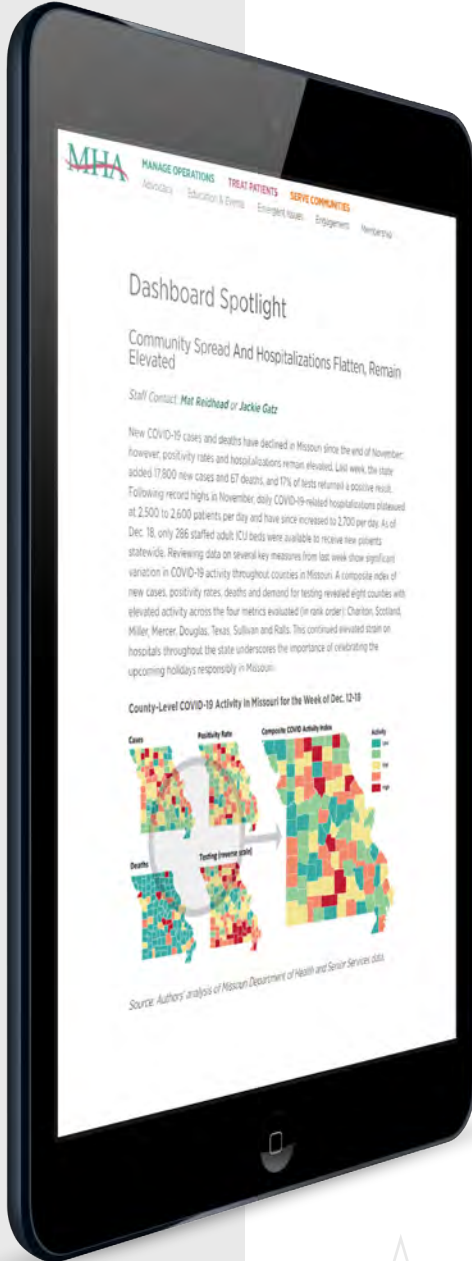 MHA
MANAGE OPERATIONS TREAT PATIENTS SERVE COMMUNITIES
Advocacy Education & Events Emergent Issues Engagement Membership
Dashboard Spotlight
Community Spread And Hospitalizations Flatten, Remain
Elevated
Staff Contact: Mat Reidhead or Jackie Gatz
New COVID-19 cases and deaths have declined in Missouri since the end of November;
however, positivity rates and hospitalizations remain elevated. Last week, the state
added 17,800 new cases and 67 deaths, and 17% of tests returned a positive result.
Following record highs in November, daily COVID-19-related hospitalizations plateaued
at 2,500 to 2,600 patients per day and have since increased to 2,700 per day. As of
Dec. 18, only 286 staffed adult ICU beds were available to receive new patients
statewide. Reviewing data on several key measures from last week show significant
variation in COVID-19 activity throughout counties in Missouri. A composite index of
new cases, positivity rates, deaths and demand for testing revealed eight counties with
elevated activity across the four metrics evaluated (in rank order): Chariton, Scotland,
Miller, Mercer, Douglas, Texas, Sullivan and Ralls. This continued elevated strain on
hospitals throughout the state underscores the importance of celebrating the
upcoming holidays responsibly in Missouri.
County-Level COVID-19 Activity in Missouri for the Week of Dec. 12-18
Cases Positivity Rate Composite COVID Activity Index Activity
Low
High
Deaths Testing (reverse scale)
Source: Authors' analysis of Missouri Department of Health and Senior Services data.